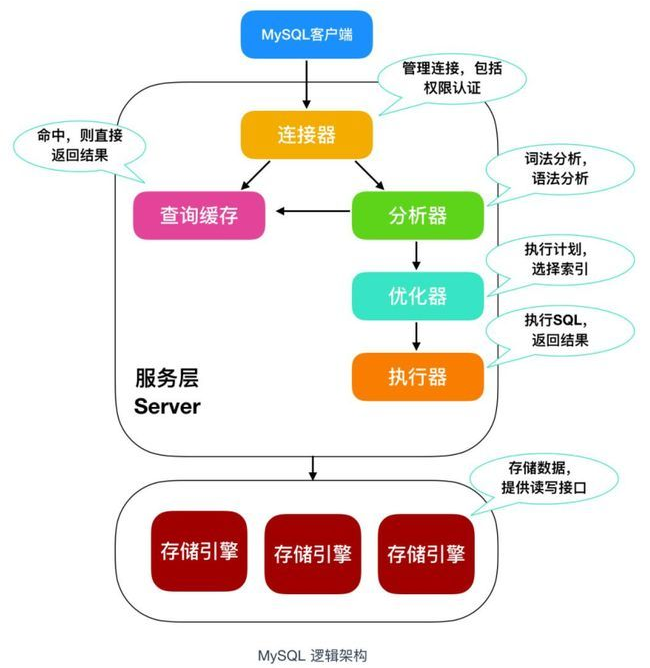 MySQL客户端
管理连接，包括
权限认证
连接器
命中，则直接
返回结果
查询缓存
分析器
词法分析，
语法分析
优化器
执行计划，
选择索引
执行器
执行SQL，
返回结果
服务层
Server
存储数据，
提供读写接口
存储引擎
存储引擎
存储引擎
MySQL 逻辑架构